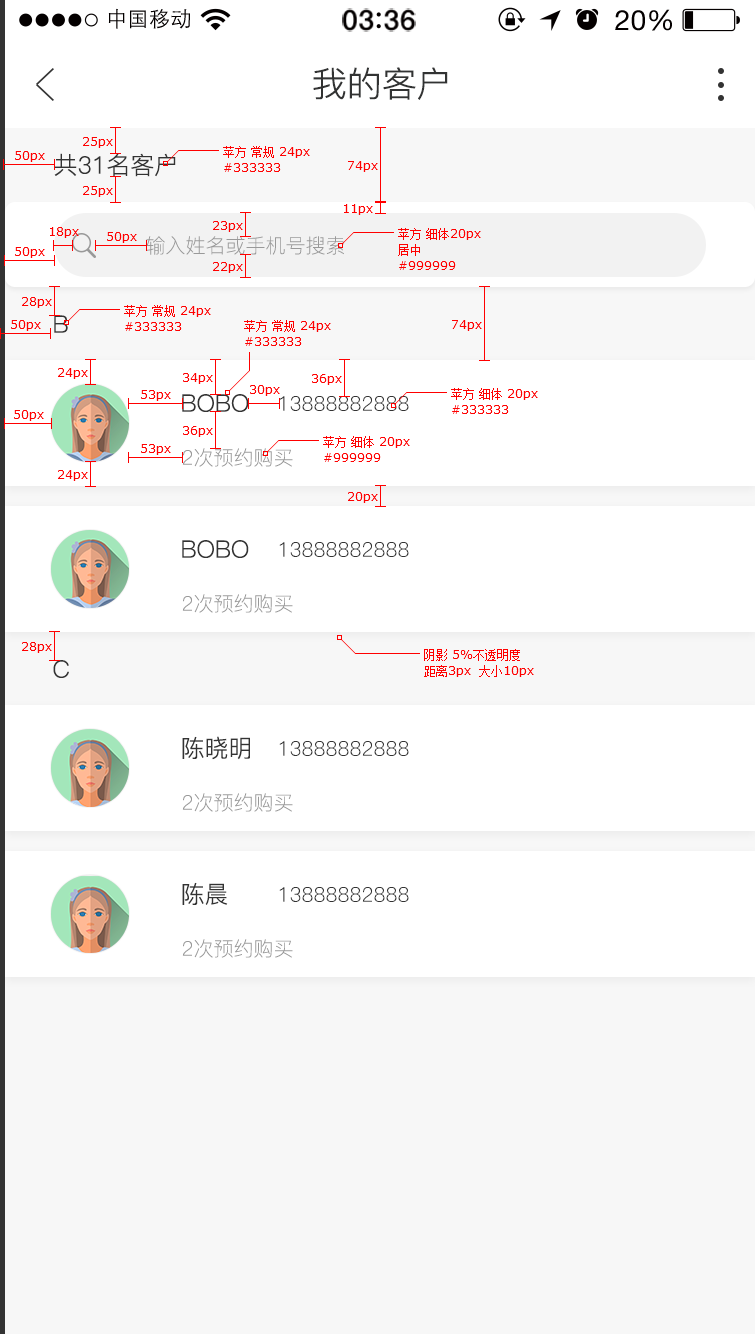 中国移动 03:36 20%
我的客户
25px
50px
共31名客户
苹方 常规 24px
#333333
74px
25px
11px
18px
50px
50px
23px
输入姓名或手机号搜索
22px
苹方 细体20px
居中
#999999
28px
50px
B
苹方 常规 24px
#333333
苹方 常规 24px
#333333
74px
24px
34px
36px
53px
BOBO
30px
13888882888
苹方 细体 20px
#333333
50px
36px
53px
2次预约购买
苹方 细体 20px
#999999
24px
20px
BOBO 13888882888
2次预约购买
28px
C
阴影 5%不透明度
距离3px 大小10px
陈晓明 13888882888
2次预约购买
陈晨 13888882888
2次预约购买